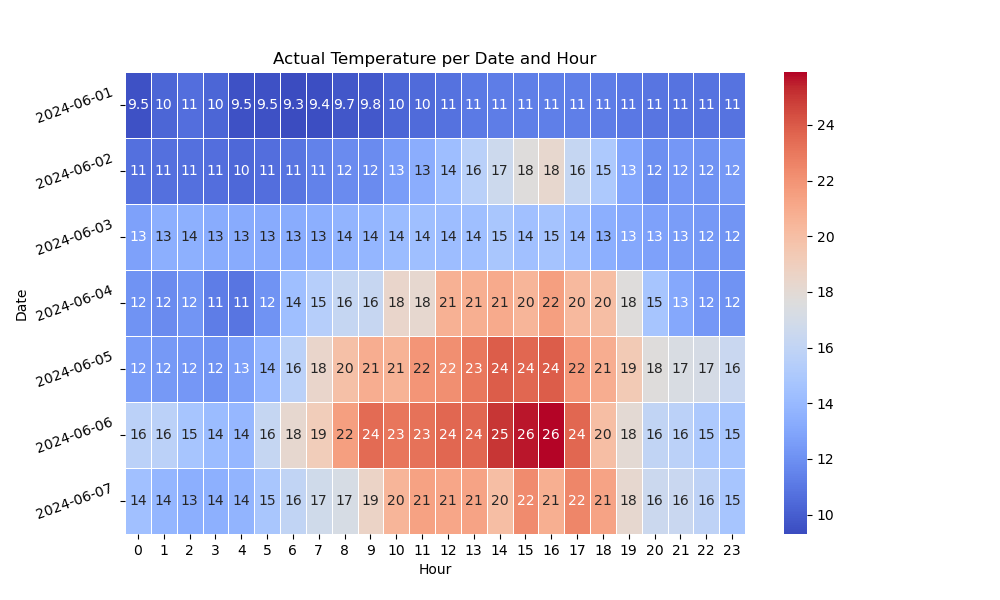 Actual Temperature per Date and Hour
2024-06-01 9.5 10 11 10 9.5 9.5 9.3 9.4 9.7 9.8 10 10 11 11 11 11 11 11 11 11 11 11 11 11
2024-06-02 11 11 11 11 10 11 11 11 12 12 13 13 14 16 17 18 18 16 15 13 12 12 12 12
2024-06-03 13 13 14 13 13 13 13 13 14 14 14 14 14 14 15 14 15 14 13 13 13 13 12 12
2024-06-04 12 12 12 11 11 12 14 15 16 16 18 18 21 21 21 20 22 20 20 18 15 13 12 12
2024-06-05 12 12 12 12 13 14 16 18 20 21 21 22 22 23 24 24 24 22 21 19 18 17 17 16
2024-06-06 16 16 15 14 14 16 18 19 22 24 23 23 24 24 25 26 26 24 20 18 16 16 15 15
2024-06-07 14 14 13 14 14 15 16 17 17 19 20 21 21 21 20 22 21 22 21 18 16 16 16 15
0 1 2 3 4 5 6 7 8 9 10 11 12 13 14 15 16 17 18 19 20 21 22 23
Hour
Date
24
22
20
18
16
14
12
10